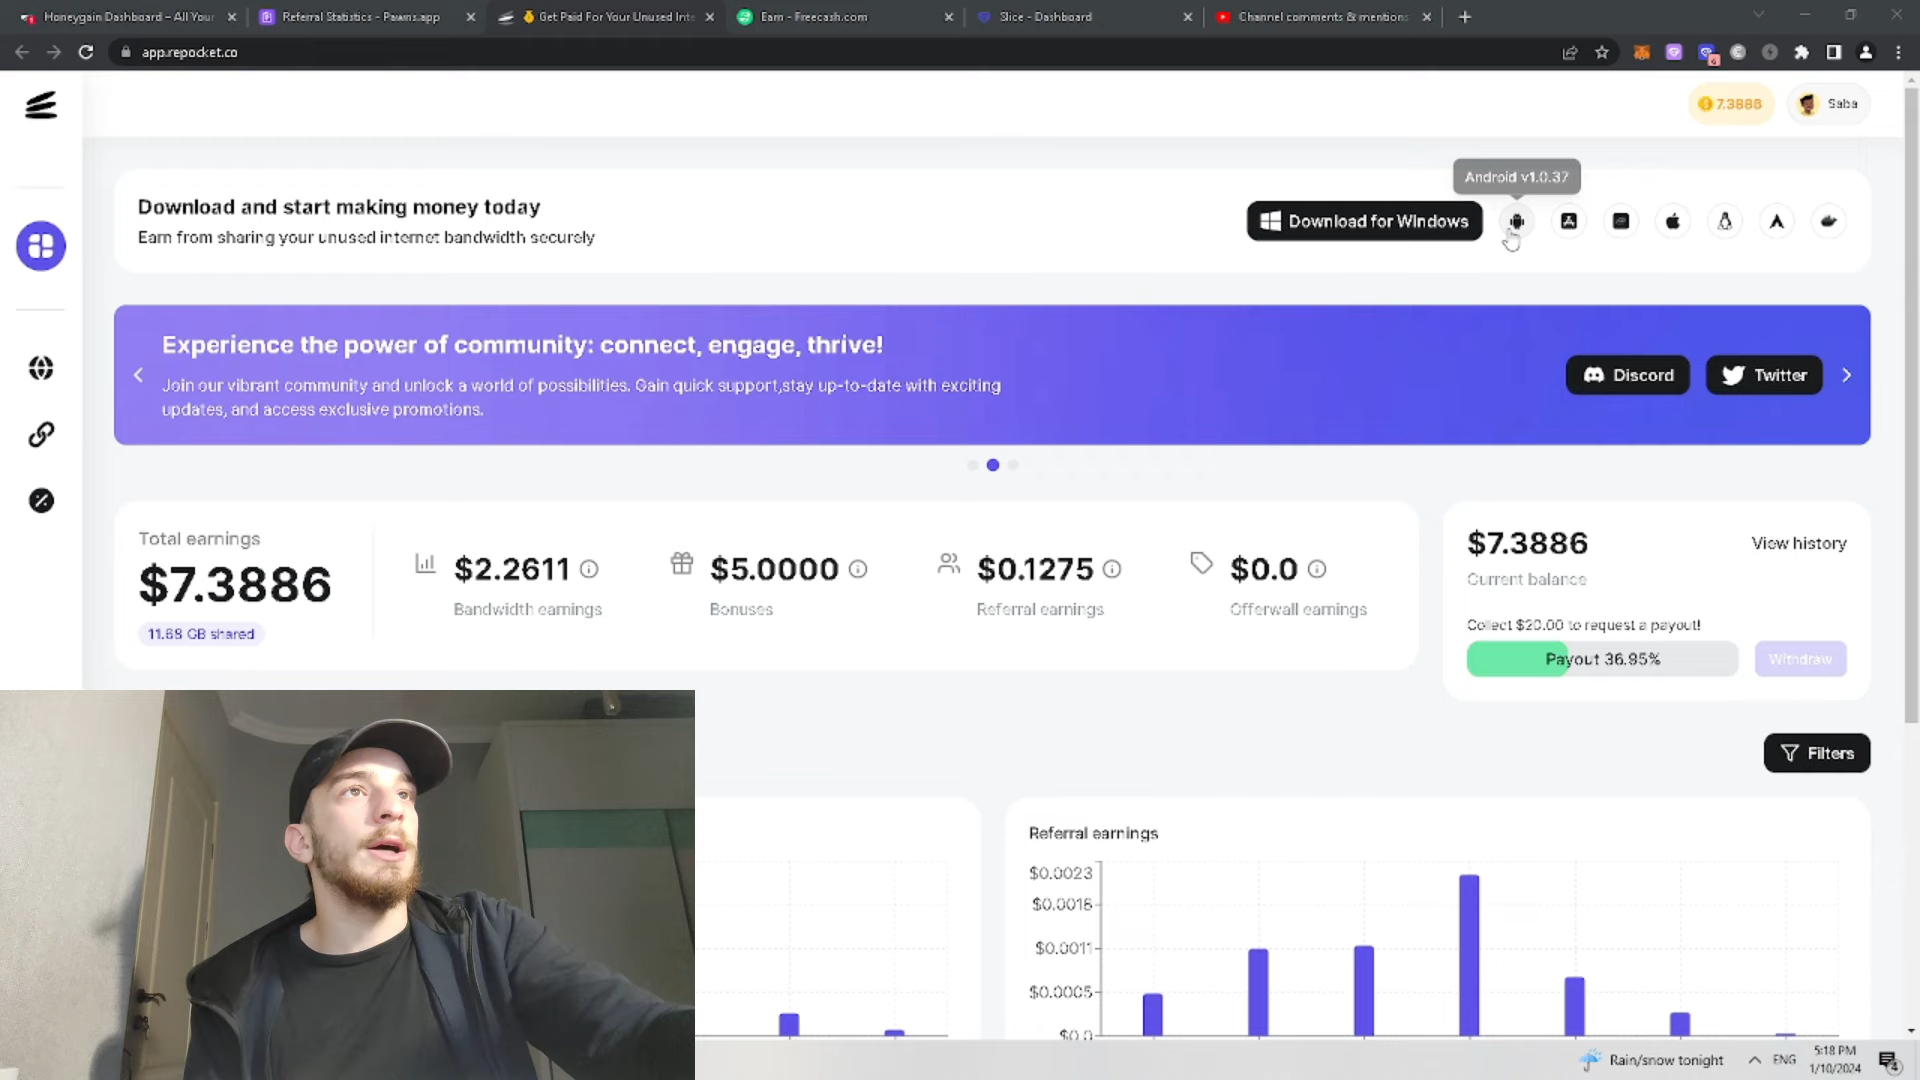 Honeygain Dashboard – All Your
Referral Statistics - Pawns.app
Get Paid For Your Unused Inte
Earn - Freecash.com
Slice - Dashboard
Channel comments & mentions
app.repocket.co
7.3886
Saba
Android v1.0.37
Download and start making money today
Earn from sharing your unused internet bandwidth securely
Download for Windows
Experience the power of community: connect, engage, thrive!
Join our vibrant community and unlock a world of possibilities. Gain quick support,stay up-to-date with exciting
updates, and access exclusive promotions.
Discord
Twitter
Total earnings
$7.3886
11.68 GB shared
$2.2611
Bandwidth earnings
$5.0000
Bonuses
$0.1275
Referral earnings
$0.0
Offerwall earnings
$7.3886
View history
Current balance
Collect $20.00 to request a payout!
Payout 36.95%
Withdraw
Filters
Referral earnings
$0.0023
$0.0016
$0.0011
$0.0005
$0.0
Rain/snow tonight
ENG
5:18 PM
1/10/2024
4